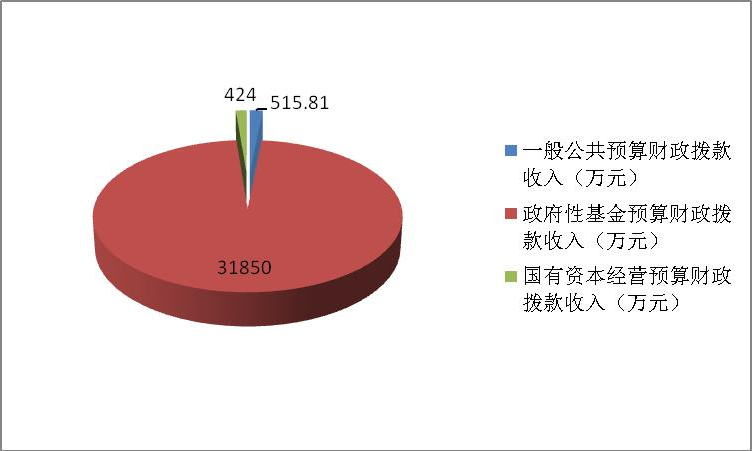 424
515.81
31850
一般公共预算财政拨款
收入（万元）
政府性基金预算财政拨
款收入（万元）
国有资本经营预算财政
拨款收入（万元）